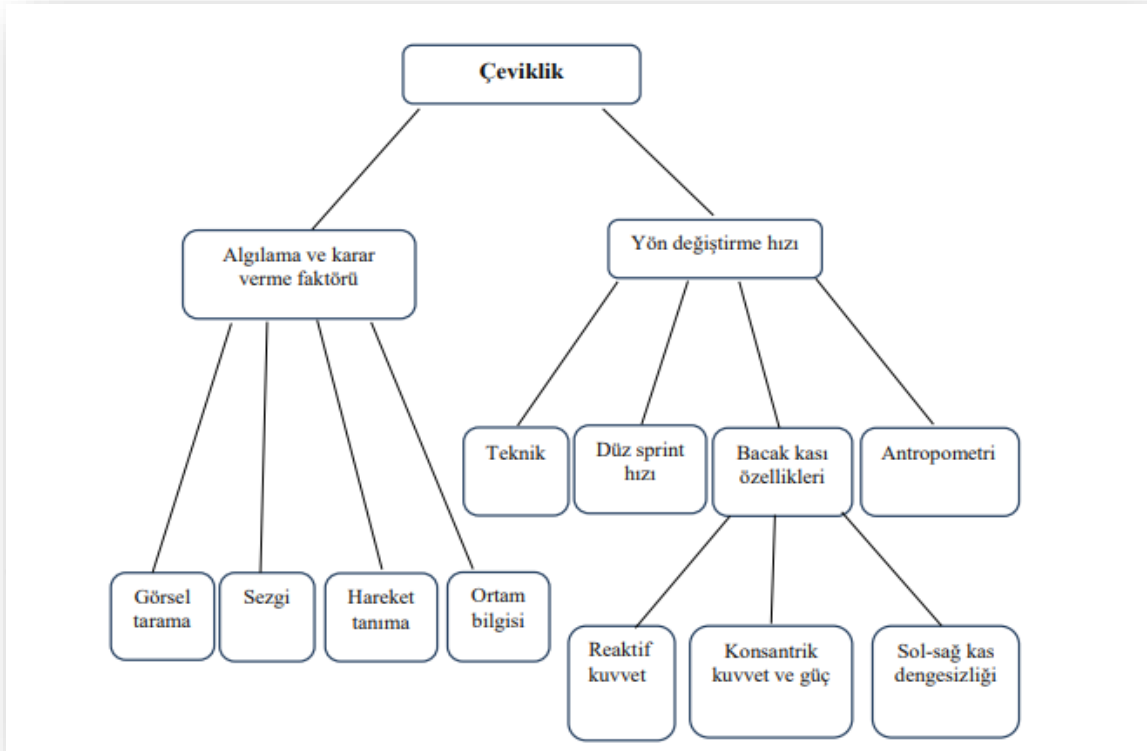 Çeviklik
Algılama ve karar
verme faktörü
Yön değiştirme hızı
Teknik
Düz sprint
hızı
Bacak kası
özellikleri
Antropometri
Görsel
tarama
Sezgi
Hareket
tanıma
Ortam
bilgisi
Reaktif
kuvvet
Konsantrik
kuvvet ve güç
Sol-sağ kas
dengesizliği